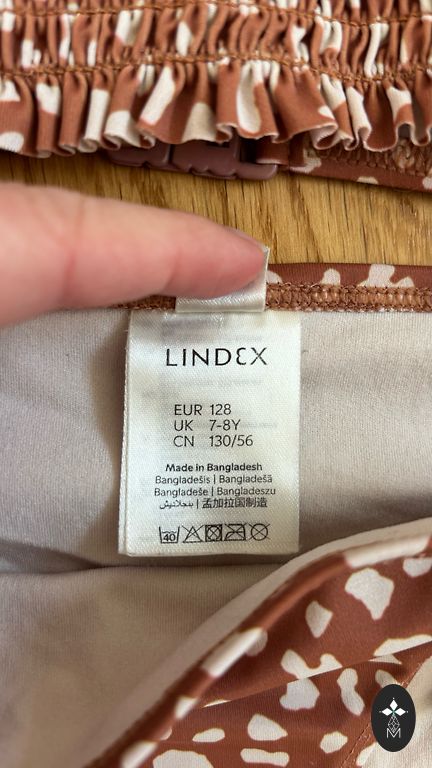 LINDEX
EUR 128
UK 7-8Y
CN 130/56
Made in Bangladesh
Bangladešis | Bangladešā
Bangladeše | Bangladeszu
بنجلاديش | 孟加拉国制造
40
M